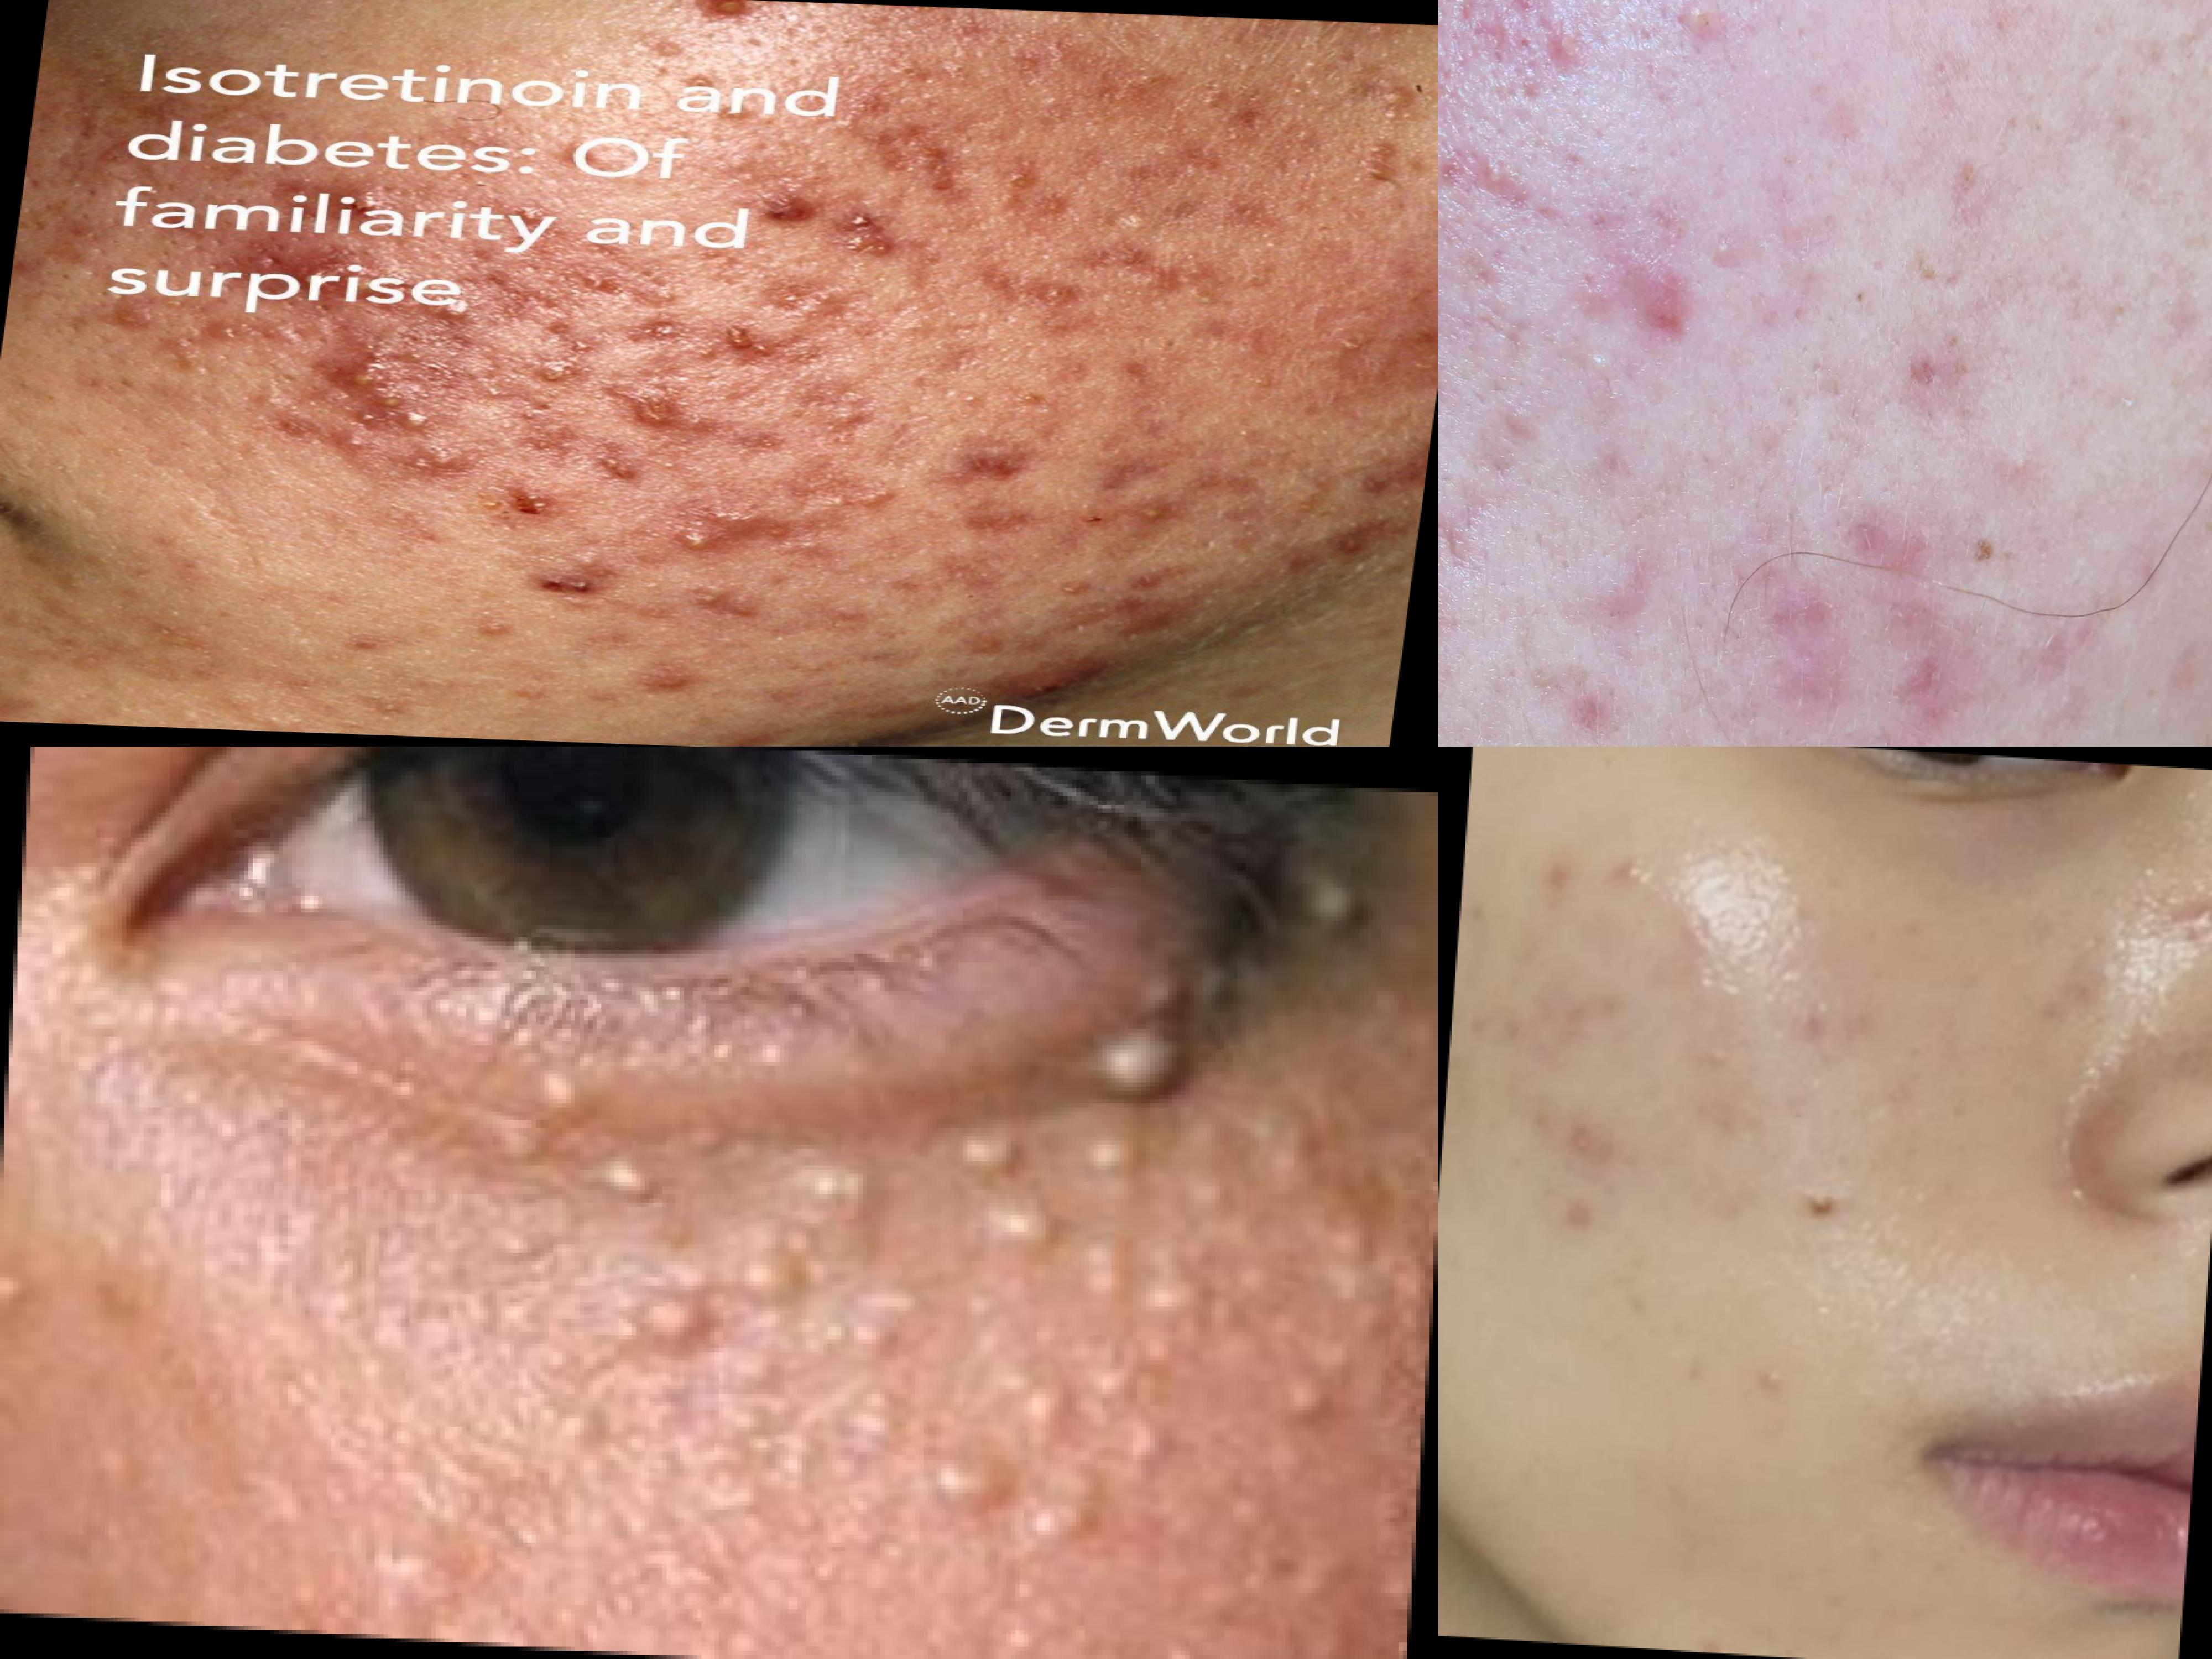 Isotretinoin and
diabetes: Of
familiarity and
surprise
AAD
DermWorld